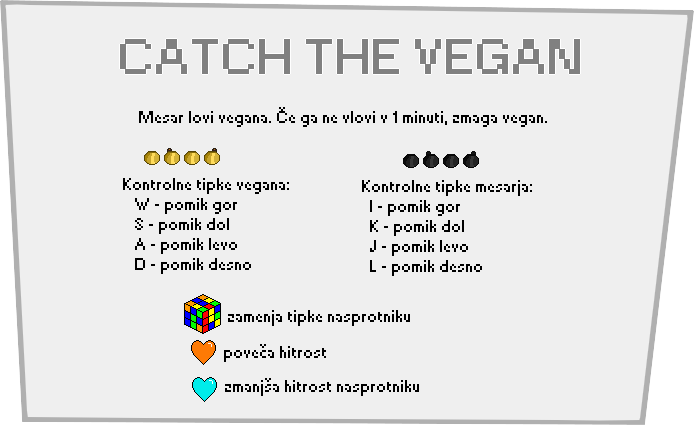 CATCH THE VEGAN
Mesar lovi vegana. Če ga ne vlovi v 1 minuti, zmaga vegan.
Kontrolne tipke vegana:
W - pomik gor
S - pomik dol
A - pomik levo
D - pomik desno
Kontrolne tipke mesarja:
I - pomik gor
K - pomik dol
J - pomik levo
L - pomik desno
zamenja tipke nasprotniku
poveča hitrost
zmanjša hitrost nasprotniku